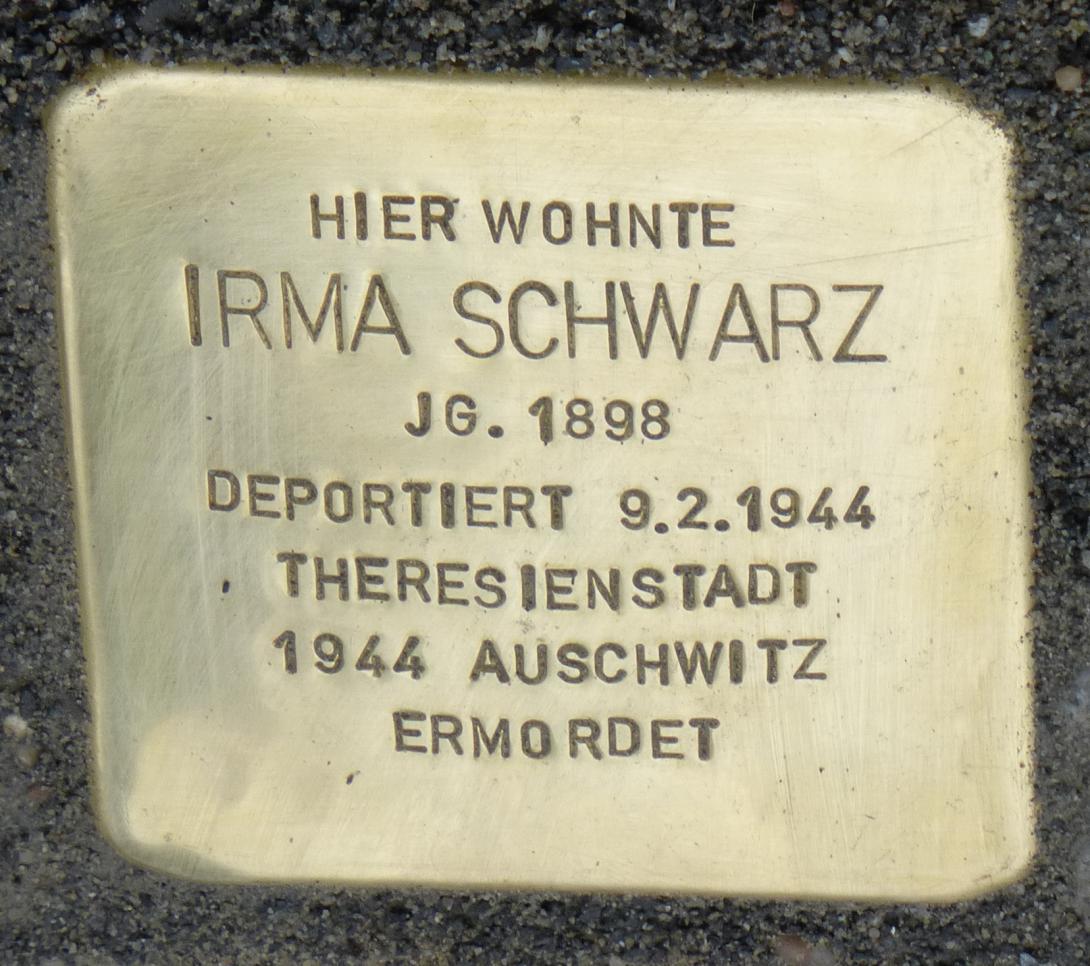 HIER WOHNTE
IRMA SCHWARZ
JG. 1898
DEPORTIERT 9.2.1944
THERESIENSTADT
1944 AUSCHWITZ
ERMORDET